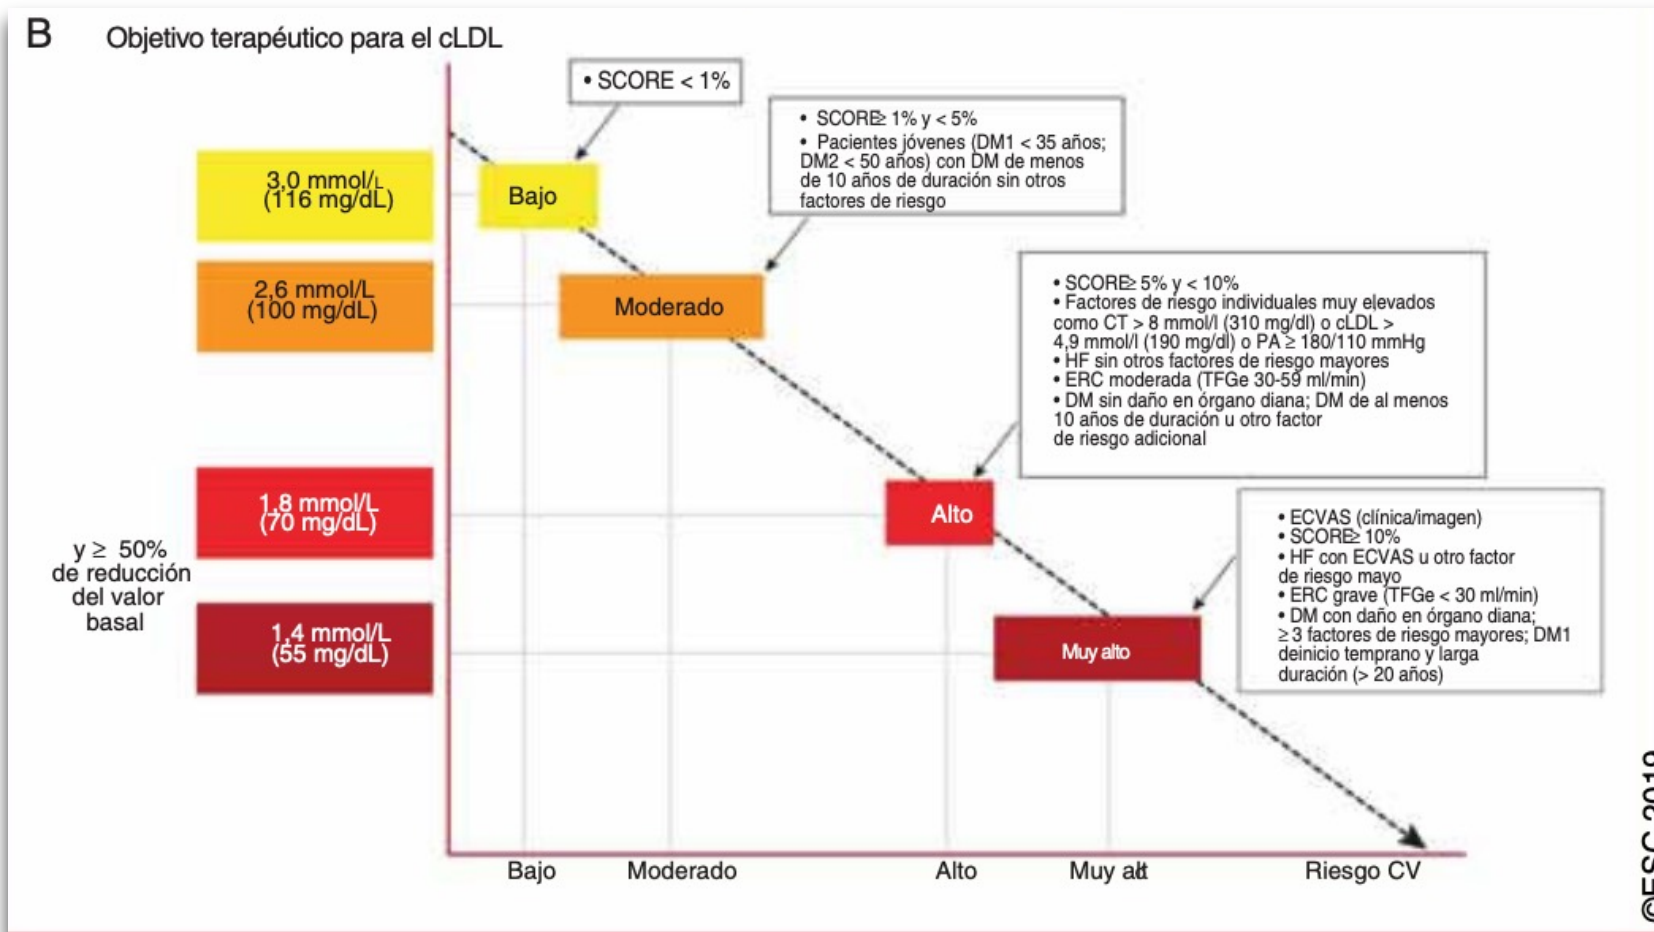 B Objetivo terapéutico para el cLDL
• SCORE < 1%
• SCORE≥ 1% y < 5%
• Pacientes jóvenes (DM1 < 35 años;
DM2 < 50 años) con DM de menos
de 10 años de duración sin otros
factores de riesgo
3,0 mmol/L
(116 mg/dL)
Bajo
2,6 mmol/L
(100 mg/dL)
Moderado
• SCORE≥ 5% y < 10%
• Factores de riesgo individuales muy elevados
como CT > 8 mmol/l (310 mg/dl) o cLDL >
4,9 mmol/l (190 mg/dl) o PA ≥ 180/110 mmHg
• HF sin otros factores de riesgo mayores
• ERC moderada (TFGe 30-59 ml/min)
• DM sin daño en órgano diana; DM de al menos
10 años de duración u otro factor
de riesgo adicional
1,8 mmol/L
(70 mg/dL)
Alto
y ≥ 50%
de reducción
del valor
basal
• ECVAS (clínica/imagen)
• SCORE≥ 10%
• HF con ECVAS u otro factor
de riesgo mayo
• ERC grave (TFGe < 30 ml/min)
• DM con daño en órgano diana;
≥ 3 factores de riesgo mayores; DM1
deinicio temprano y larga
duración (> 20 años)
1,4 mmol/L
(55 mg/dL)
Muy alto
Bajo Moderado Alto Muy alt Riesgo CV
©ESC 2019